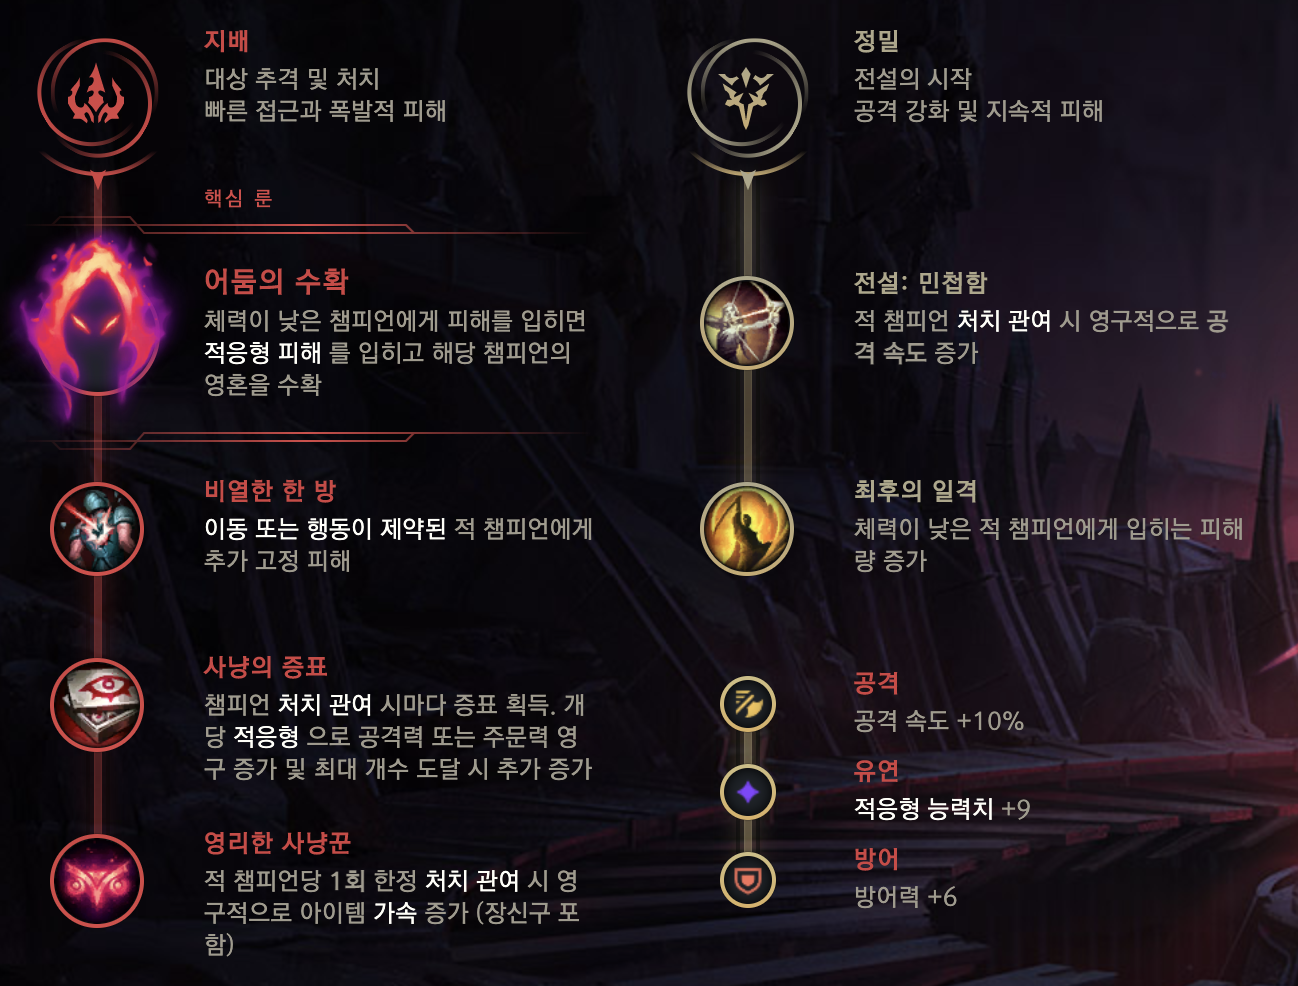 지배
대상 추격 및 처치
빠른 접근과 폭발적 피해
핵심 룬
어둠의 수확
체력이 낮은 챔피언에게 피해를 입히면
적응형 피해 를 입히고 해당 챔피언의
영혼을 수확
비열한 한 방
이동 또는 행동이 제약된 적 챔피언에게
추가 고정 피해
사냥의 증표
챔피언 처치 관여 시마다 증표 획득. 개
당 적응형 으로 공격력 또는 주문력 영
구 증가 및 최대 개수 도달 시 추가 증가
영리한 사냥꾼
적 챔피언당 1회 한정 처치 관여 시 영
구적으로 아이템 가속 증가 (장신구 포
함)
정밀
전설의 시작
공격 강화 및 지속적 피해
전설: 민첩함
적 챔피언 처치 관여 시 영구적으로 공
격 속도 증가
최후의 일격
체력이 낮은 적 챔피언에게 입히는 피해
량 증가
공격
공격 속도 +10%
유연
적응형 능력치 +9
방어
방어력 +6